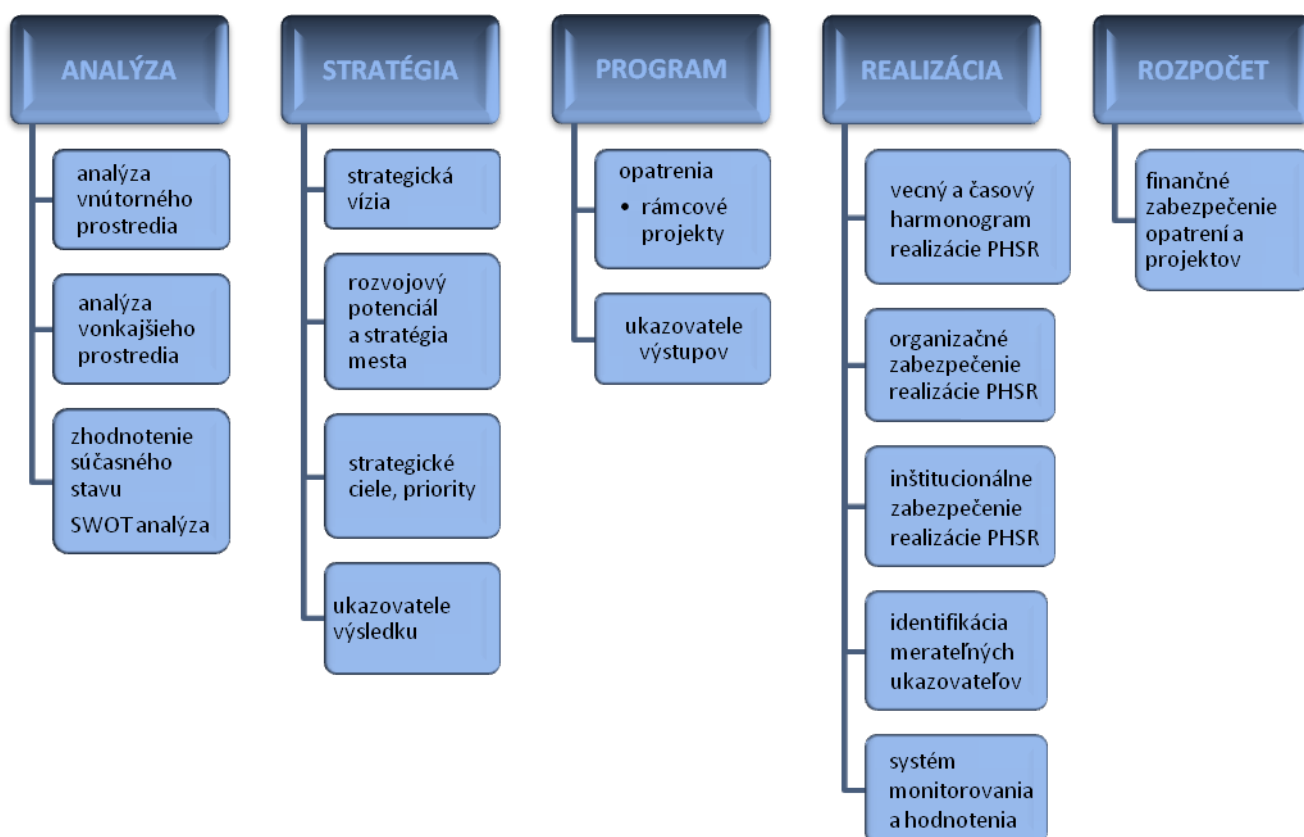 ANALÝZA
analýza
vnútorného
prostredia
analýza
vonkajšieho
prostredia
zhodnotenie
súčasného
stavu
SWOT analýza
STRATÉGIA
strategická
vízia
rozvojový
potenciál
a stratégia
mesta
strategické
ciele, priority
ukazovatele
výsledku
PROGRAM
opatrenia
• rámcové
projekty
ukazovatele
výstupov
REALIZÁCIA
vecný a časový
harmonogram
realizácie PHSR
organizačné
zabezpečenie
realizácie PHSR
inštitucionálne
zabezpečenie
realizácie PHSR
identifikácia
merateľných
ukazovateľov
systém
monitorovania
a hodnotenia
ROZPOČET
finančné
zabezpečenie
opatrení a
projektov